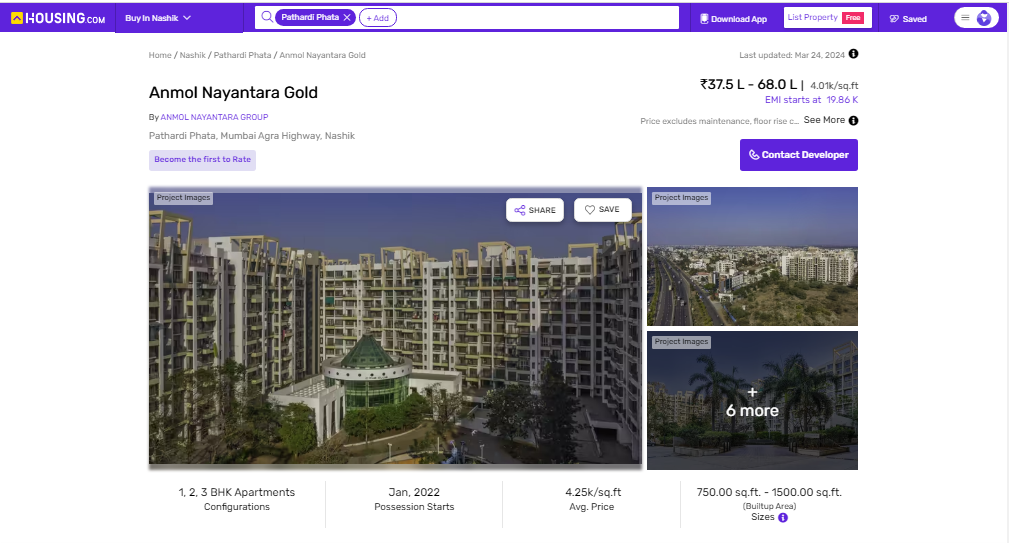 HOUSING.COM
Buy In Nashik
Pathardi Phata
+ Add
Download App
List Property Free
Saved
Home / Nashik / Pathardi Phata / Anmol Nayantara Gold
Last updated: Mar 24, 2024
Anmol Nayantara Gold
₹37.5 L - 68.0 L | 4.01k/sq.ft
EMI starts at 19.86 K
By ANMOL NAYANTARA GROUP
Price excludes maintenance, floor rise c... See More
Pathardi Phata, Mumbai Agra Highway, Nashik
Become the first to Rate
Contact Developer
Project Images
SHARE
SAVE
Project Images
Project Images
+
6 more
1, 2, 3 BHK Apartments
Configurations
Jan, 2022
Possession Starts
4.25k/sq.ft
Avg. Price
750.00 sq.ft. - 1500.00 sq.ft.
(Builtup Area)
Sizes